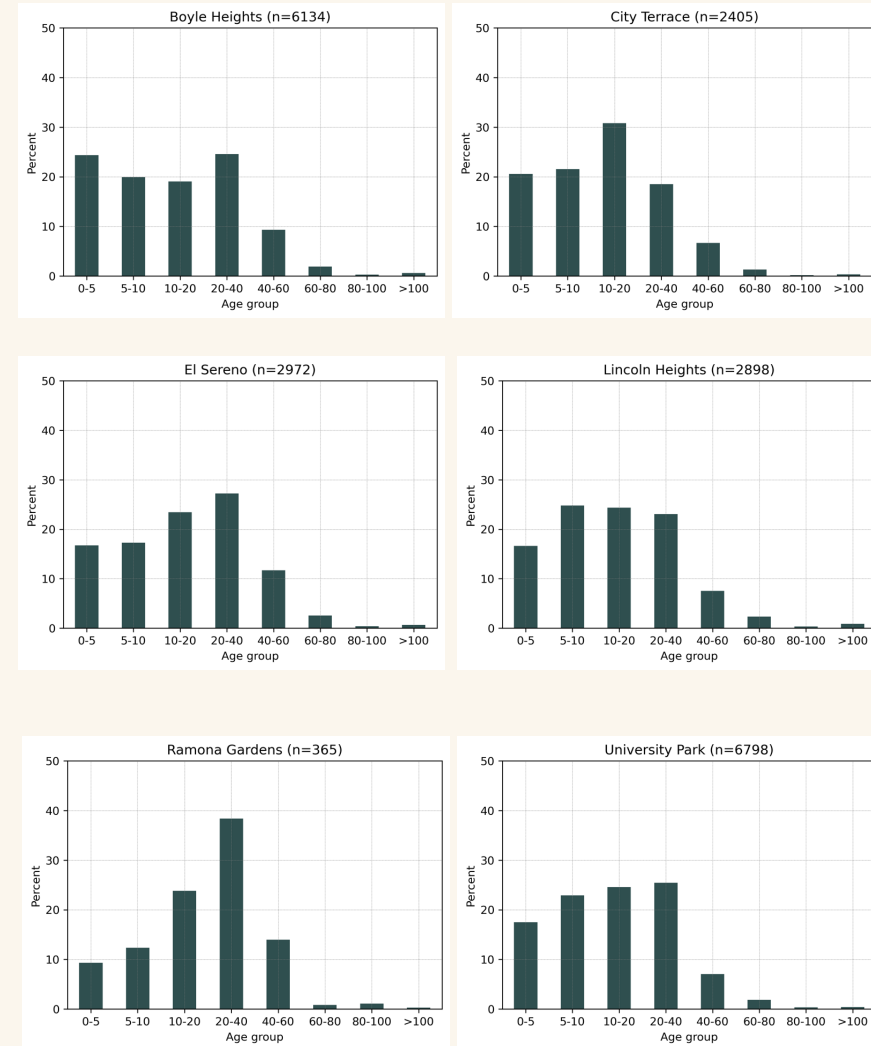 Boyle Heights (n=6134)
50
40
30
20
10
0
Percent
0-5 5-10 10-20 20-40 40-60 60-80 80-100 >100
Age group
City Terrace (n=2405)
50
40
30
20
10
0
Percent
0-5 5-10 10-20 20-40 40-60 60-80 80-100 >100
Age group
El Sereno (n=2972)
50
40
30
20
10
0
Percent
0-5 5-10 10-20 20-40 40-60 60-80 80-100 >100
Age group
Lincoln Heights (n=2898)
50
40
30
20
10
0
Percent
0-5 5-10 10-20 20-40 40-60 60-80 80-100 >100
Age group
Ramona Gardens (n=365)
50
40
30
20
10
0
Percent
0-5 5-10 10-20 20-40 40-60 60-80 80-100 >100
Age group
University Park (n=6798)
50
40
30
20
10
0
Percent
0-5 5-10 10-20 20-40 40-60 60-80 80-100 >100
Age group